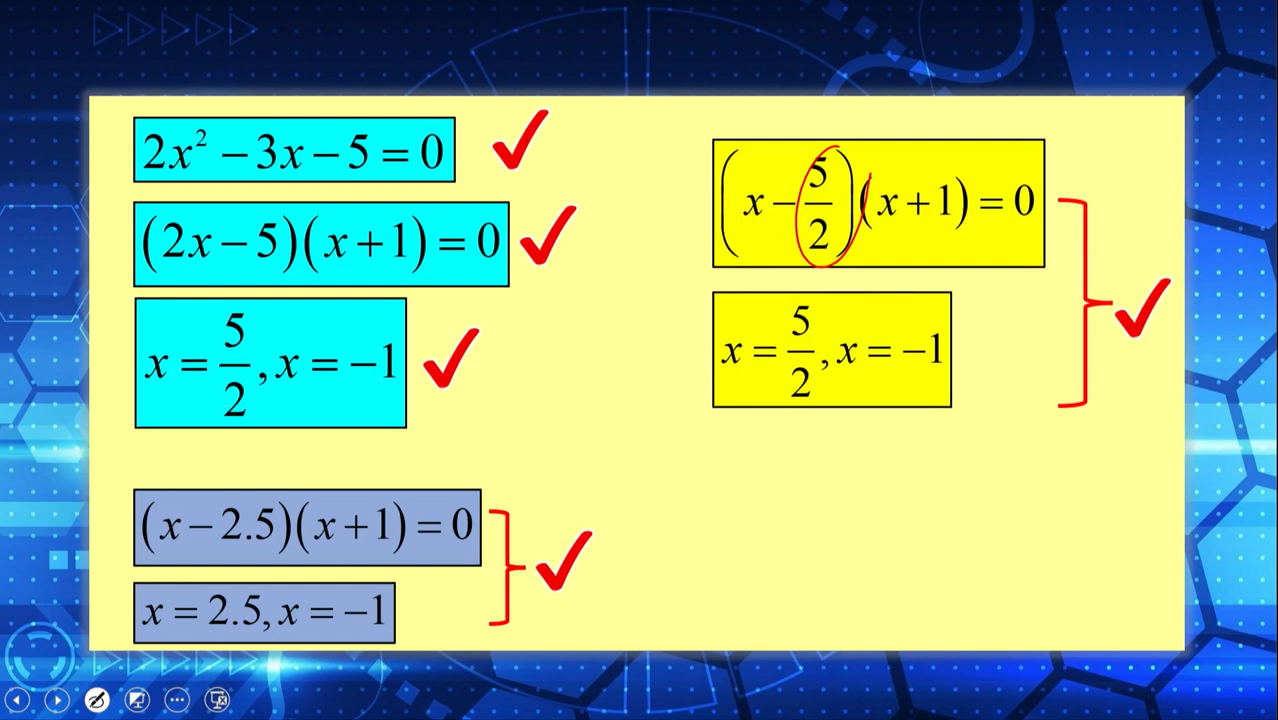 2x² − 3x − 5 = 0
(2x − 5)(x + 1) = 0
x = 5/2, x = −1
(x − 2.5)(x + 1) = 0
x = 2.5, x = −1
(x − 5/2)(x + 1) = 0
x = 5/2, x = −1